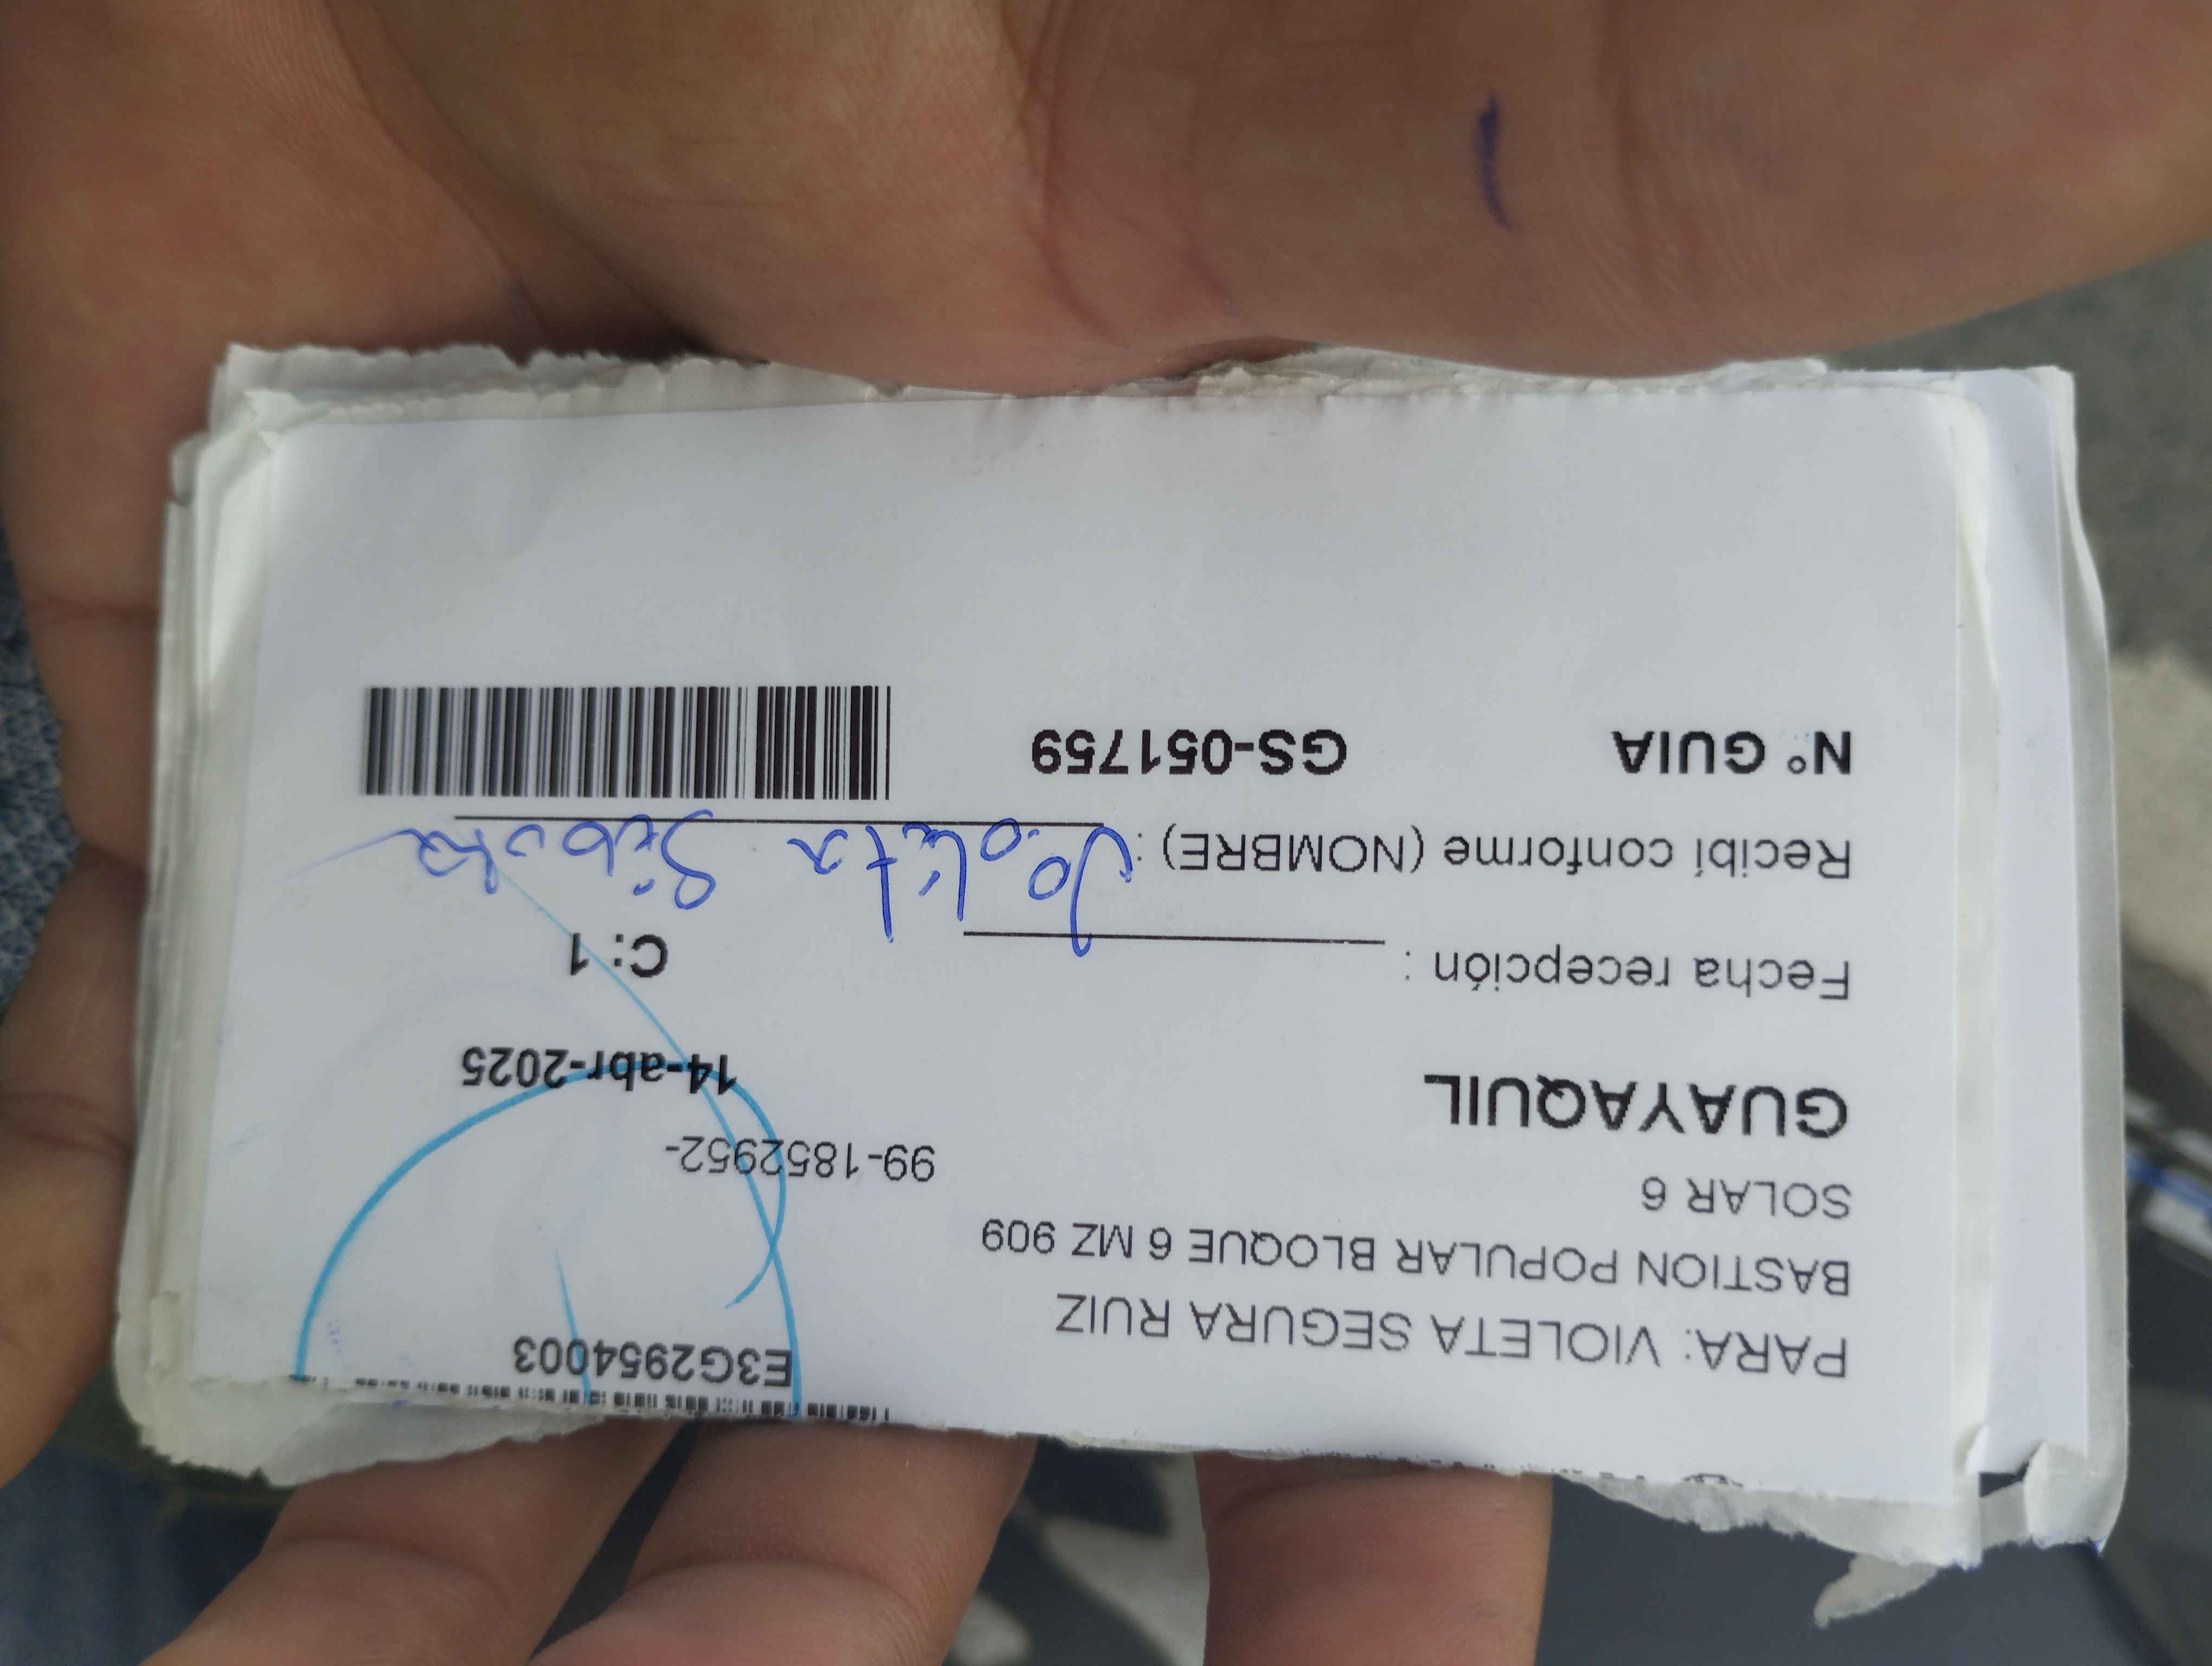 E3G2954003
PARA: VIOLETA SEGURA RUIZ
BASTION POPULAR BLOQUE 6 MZ 909
SOLAR 6
99-1852952-
GUAYAQUIL
14-abr-2025
Fecha recepción :
C: 1
Recibí conforme (NOMBRE) : Violeta
N° GUIA GS-051759